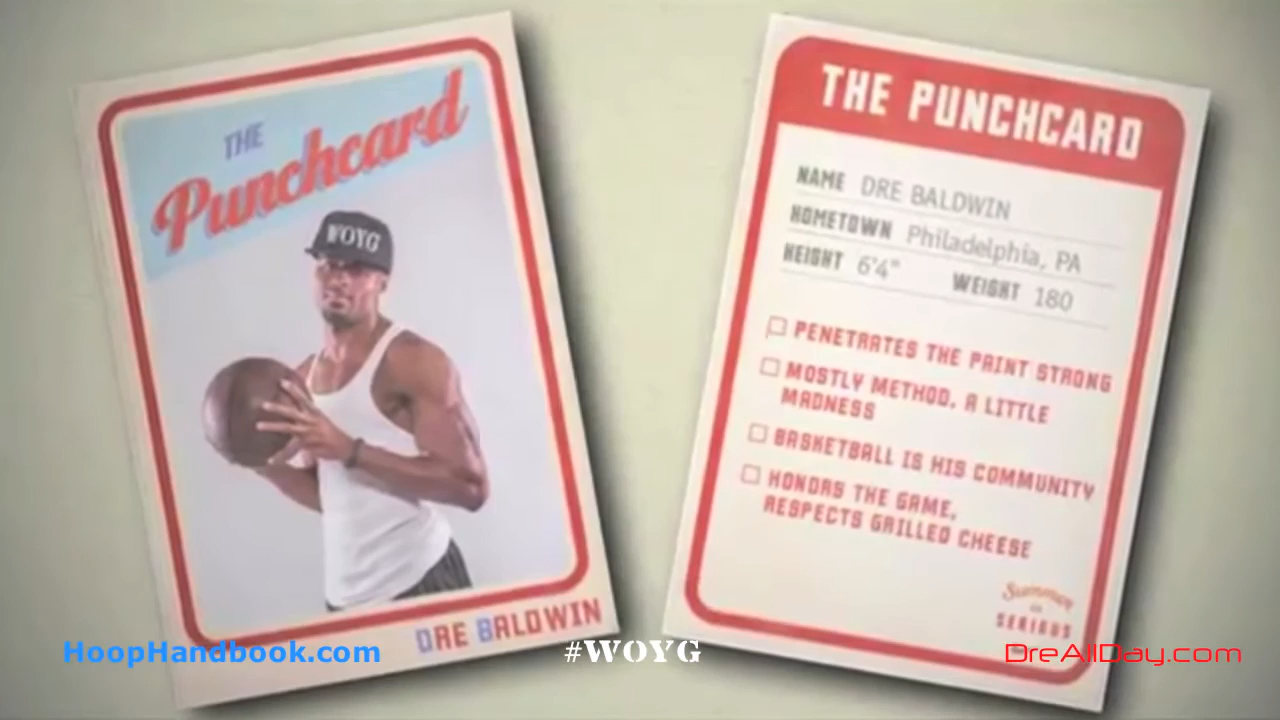 THE
Punchcard
WOYG
DRE BALDWIN
THE PUNCHCARD
NAME DRE BALDWIN
HOMETOWN Philadelphia, PA
HEIGHT 6'4" WEIGHT 180
PENETRATES THE PAINT STRONG
MOSTLY METHOD, A LITTLE
MADNESS
BASKETBALL IS HIS COMMUNITY
HONORS THE GAME,
RESPECTS GRILLED CHEESE
Summer
is
SERIOUS
HoopHandbook.com
#WOYG
DreAllDay.com